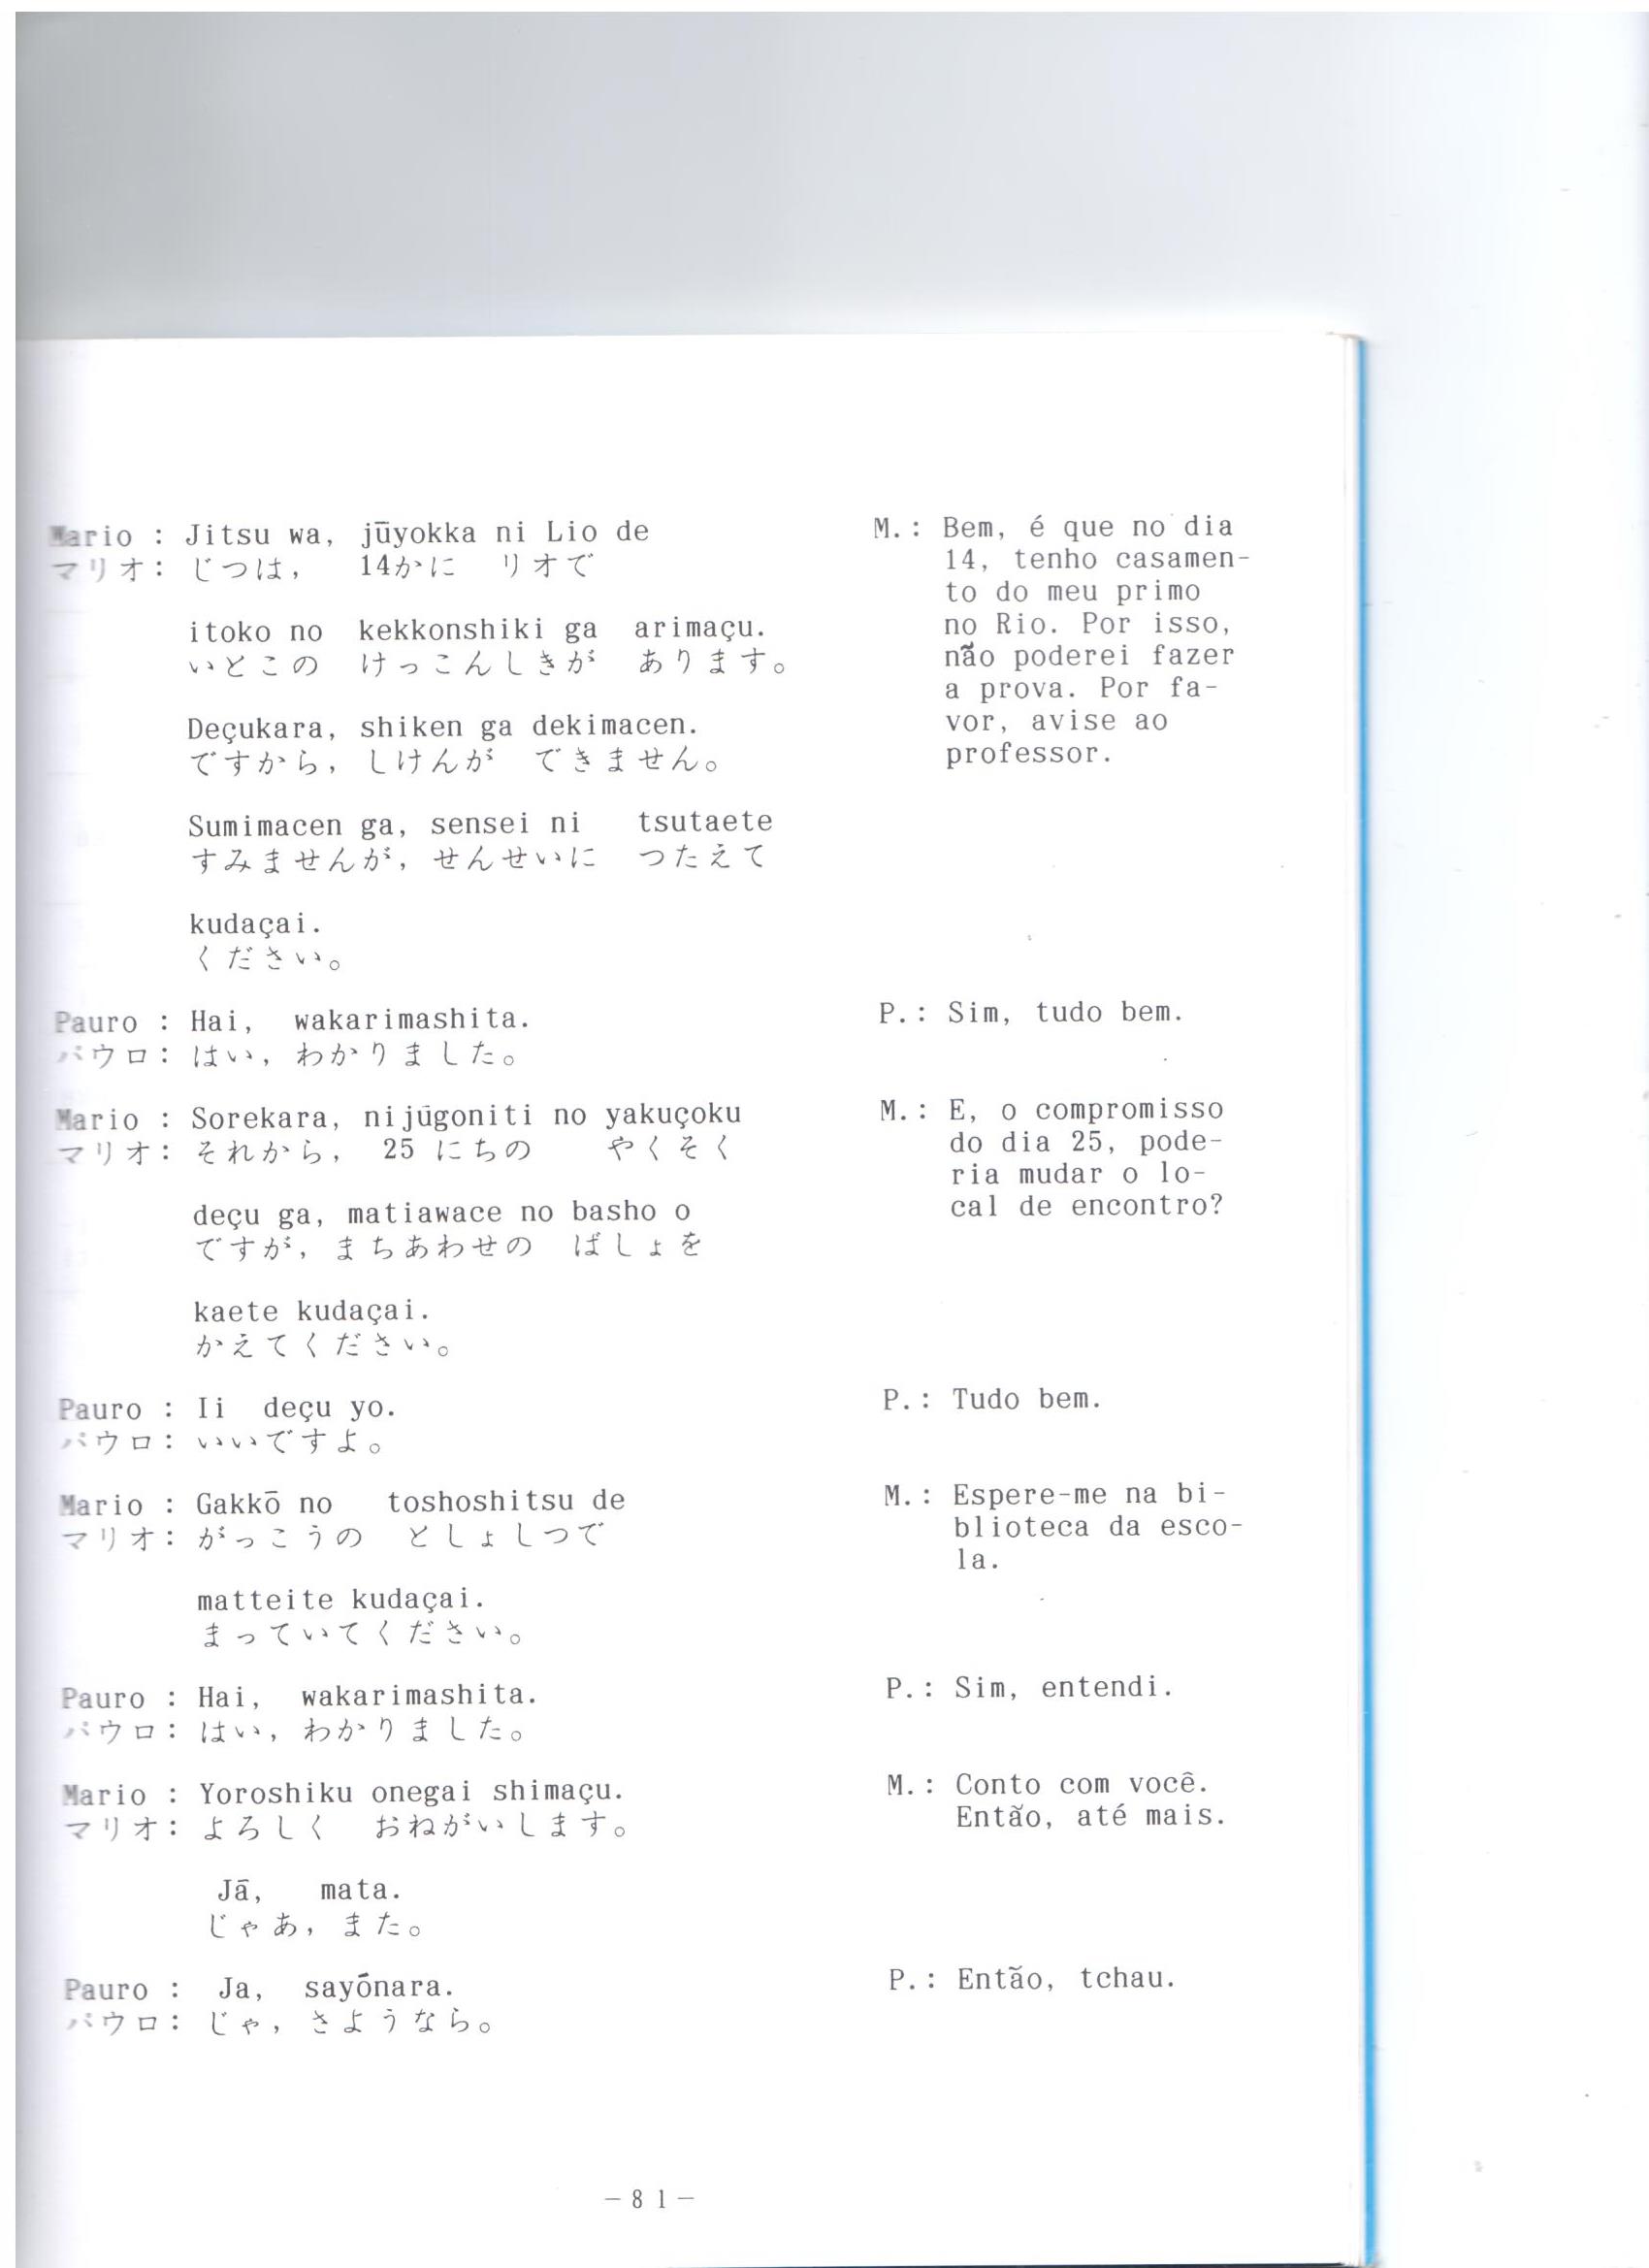 Mario : Jitsu wa, jūyokka ni Lio de
マリオ： じつは， 14かに リオで
itoko no kekkonshiki ga arimaçu.
いとこの けっこんしきが あります。
Deçukara, shiken ga dekimacen.
ですから，しけんが できません。
Sumimacen ga, sensei ni tsutaete
すみませんが，せんせいに つたえて
kudaçai.
ください。
Pauro : Hai, wakarimashita.
パウロ： はい，わかりました。
Mario : Sorekara, nijūgoniti no yakuçoku
マリオ： それから， 25 にちの やくそく
deçu ga, matiawace no basho o
ですが，まちあわせの ばしょを
kaete kudaçai.
かえてください。
Pauro : Ii deçu yo.
パウロ： いいですよ。
Mario : Gakkō no toshoshitsu de
マリオ： がっこうの としょしつで
matteite kudaçai.
まっていてください。
Pauro : Hai, wakarimashita.
パウロ： はい，わかりました。
Mario : Yoroshiku onegai shimaçu.
マリオ： よろしく おねがいします。
Jā, mata.
じゃあ，また。
Pauro : Ja, sayōnara.
パウロ： じゃ，さようなら。
M.: Bem, é que no dia
14, tenho casamen-
to do meu primo
no Rio. Por isso,
não poderei fazer
a prova. Por fa-
vor, avise ao
professor.
P.: Sim, tudo bem.
M.: E, o compromisso
do dia 25, pode-
ria mudar o lo-
cal de encontro?
P.: Tudo bem.
M.: Espere-me na bi-
blioteca da esco-
la.
P.: Sim, entendi.
M.: Conto com você.
Então, até mais.
P.: Então, tchau.
－81－